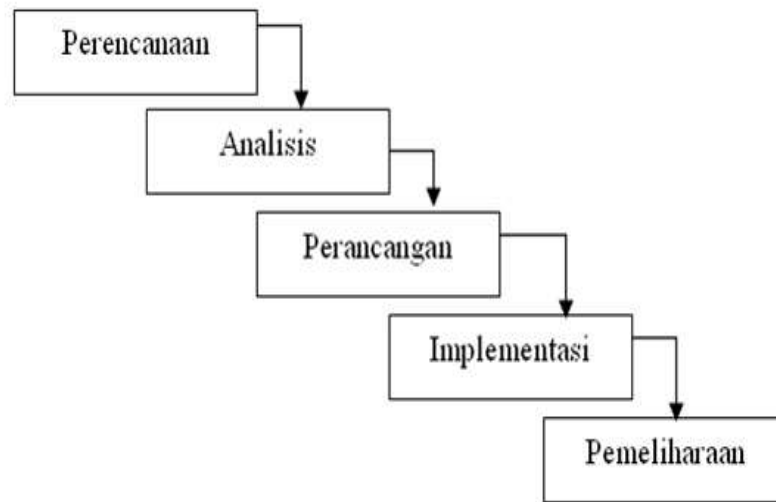 Perencanaan
Analisis
Perancangan
Implementasi
Pemeliharaan